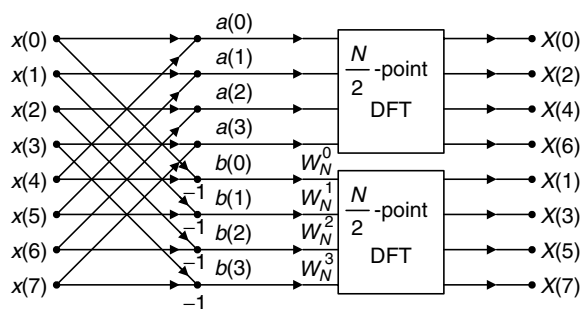 x(0) a(0) X(0)
x(1) a(1) N/2 -point DFT X(2)
x(2) a(2) X(4)
x(3) a(3) X(6)
x(4) b(0) W_N^0 X(1)
x(5) −1 b(1) W_N^1 N/2 -point DFT X(3)
x(6) −1 b(2) W_N^2 X(5)
x(7) −1 b(3) W_N^3 X(7)
−1